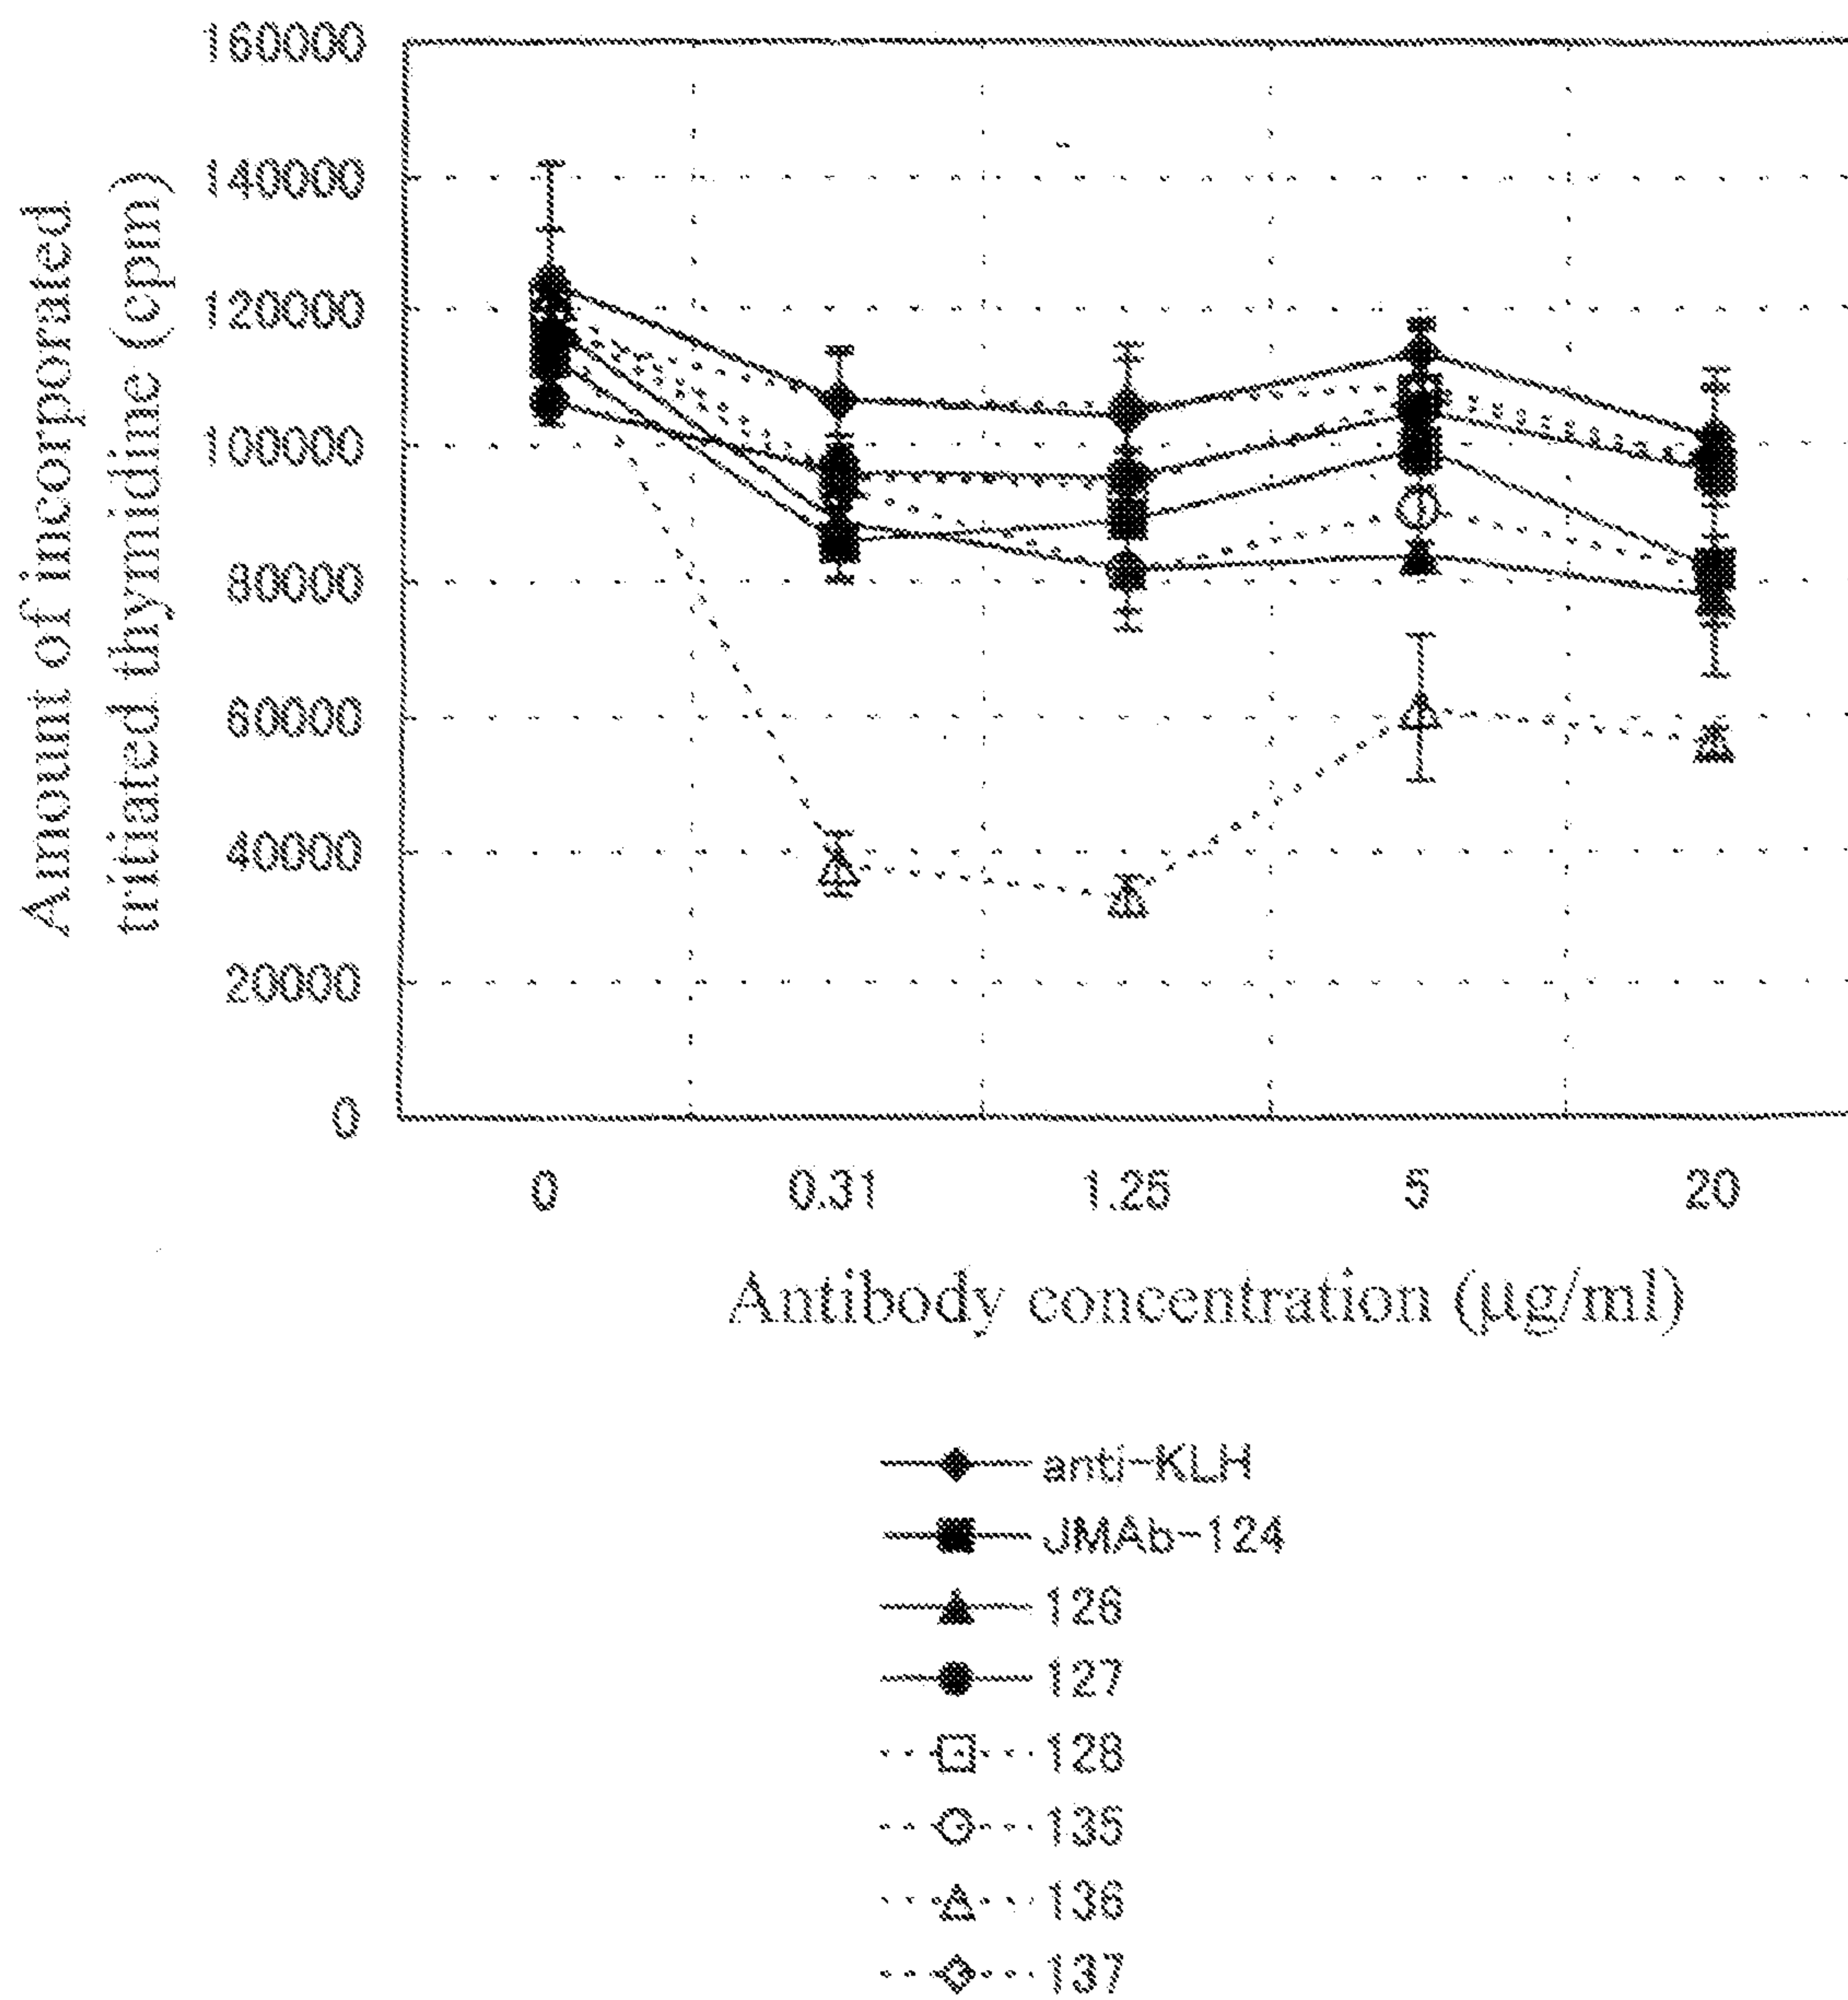 Amount of incorporated
tritiated thymidine (cpm)
160000
140000
120000
100000
80000
60000
40000
20000
0
0 0.31 1.25 5 20
Antibody concentration (μg/ml)
anti-KLH
JMAb-124
126
127
128
135
136
137